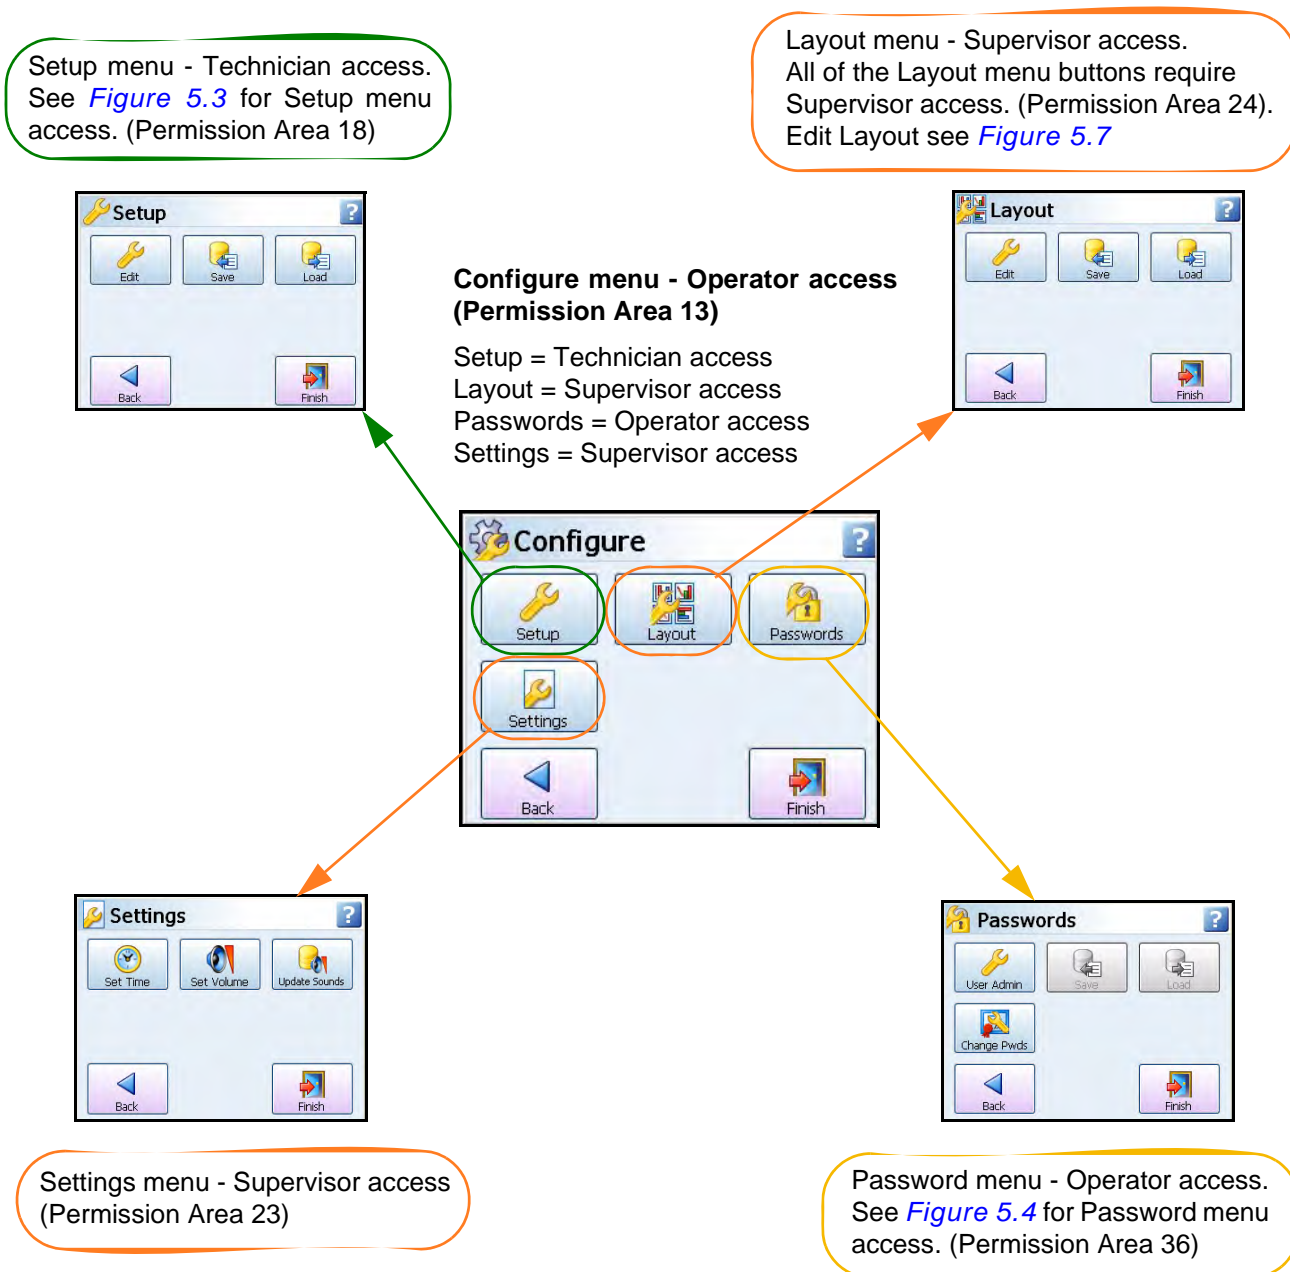 Setup menu - Technician access.
See Figure 5.3 for Setup menu
access. (Permission Area 18)
Layout menu - Supervisor access.
All of the Layout menu buttons require
Supervisor access. (Permission Area 24).
Edit Layout see Figure 5.7
Setup
?
Edit
Save
Load
Back
Finish
Configure menu - Operator access
(Permission Area 13)
Setup = Technician access
Layout = Supervisor access
Passwords = Operator access
Settings = Supervisor access
Layout
?
Edit
Save
Load
Back
Finish
Configure
?
Setup
Layout
Passwords
Settings
Back
Finish
Settings
?
Set Time
Set Volume
Update Sounds
Back
Finish
Passwords
?
User Admin
Save
Load
Change Pwds
Back
Finish
Settings menu - Supervisor access
(Permission Area 23)
Password menu - Operator access.
See Figure 5.4 for Password menu
access. (Permission Area 36)